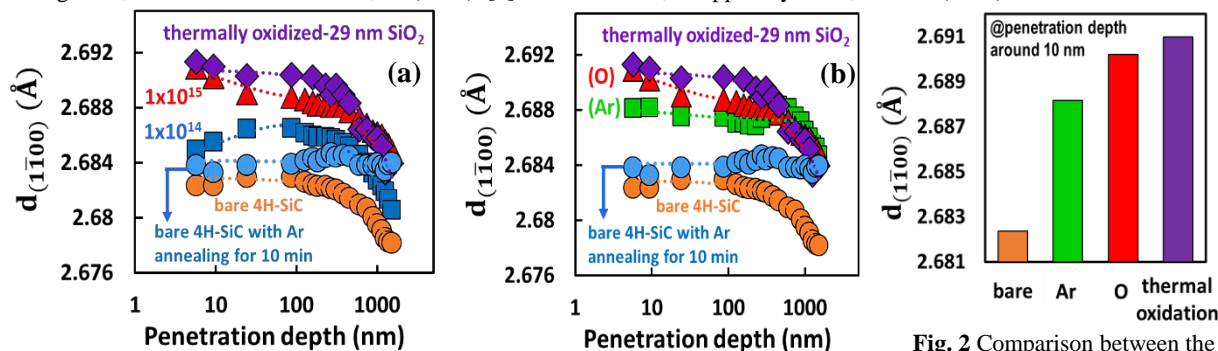 thermally oxidized-29 nm SiO₂
(a)
1x10¹⁵
1x10¹⁴
bare 4H-SiC
bare 4H-SiC with Ar
annealing for 10 min
d(11̄00) (Å)
2.692
2.688
2.684
2.68
2.676
1 10 100 1000
Penetration depth (nm)
thermally oxidized-29 nm SiO₂
(b)
(O)
(Ar)
bare 4H-SiC
bare 4H-SiC with Ar
annealing for 10 min
d(11̄00) (Å)
2.692
2.688
2.684
2.68
2.676
1 10 100 1000
Penetration depth (nm)
@penetration depth
around 10 nm
d(11̄00) (Å)
2.691
2.689
2.687
2.685
2.683
2.681
bare Ar O thermal
oxidation
Fig. 2 Comparison between the